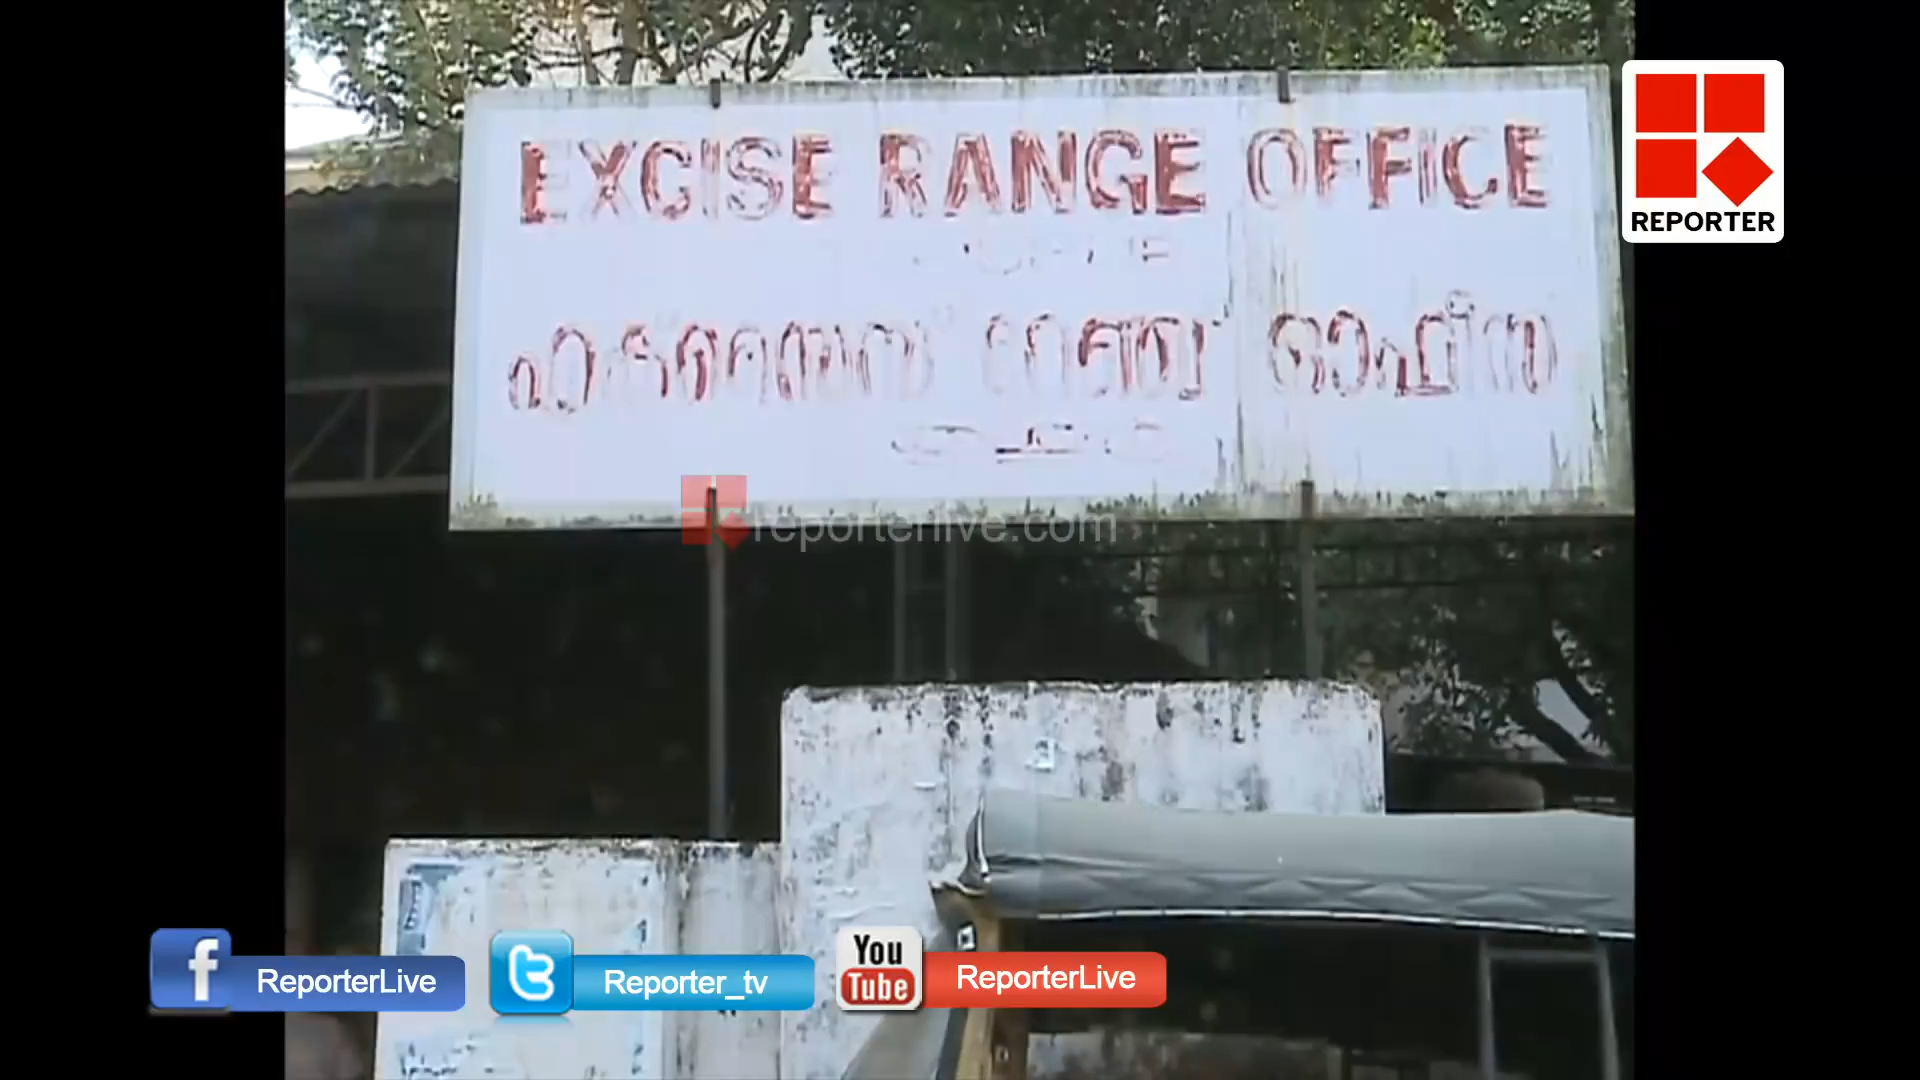 EXCISE RANGE OFFICE
എക്സൈസ് റേഞ്ച് ഓഫീസ്
REPORTER
reporterlive.com
ReporterLive
Reporter_tv
You Tube
ReporterLive